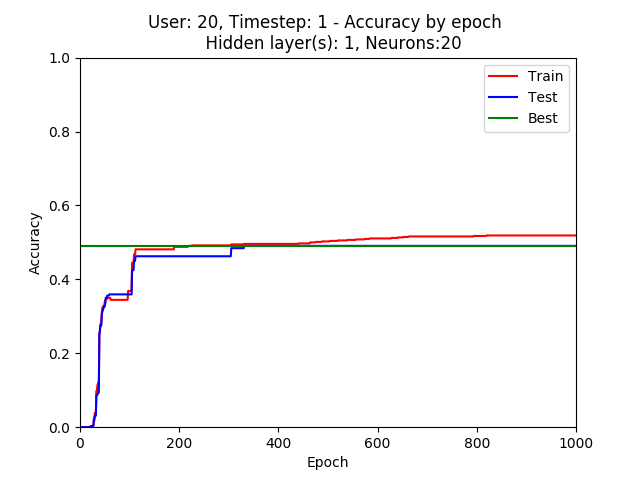 User: 20, Timestep: 1 - Accuracy by epoch
Hidden layer(s): 1, Neurons:20
1.0
0.8
0.6
0.4
0.2
0.0
Accuracy
Train
Test
Best
0 200 400 600 800 1000
Epoch